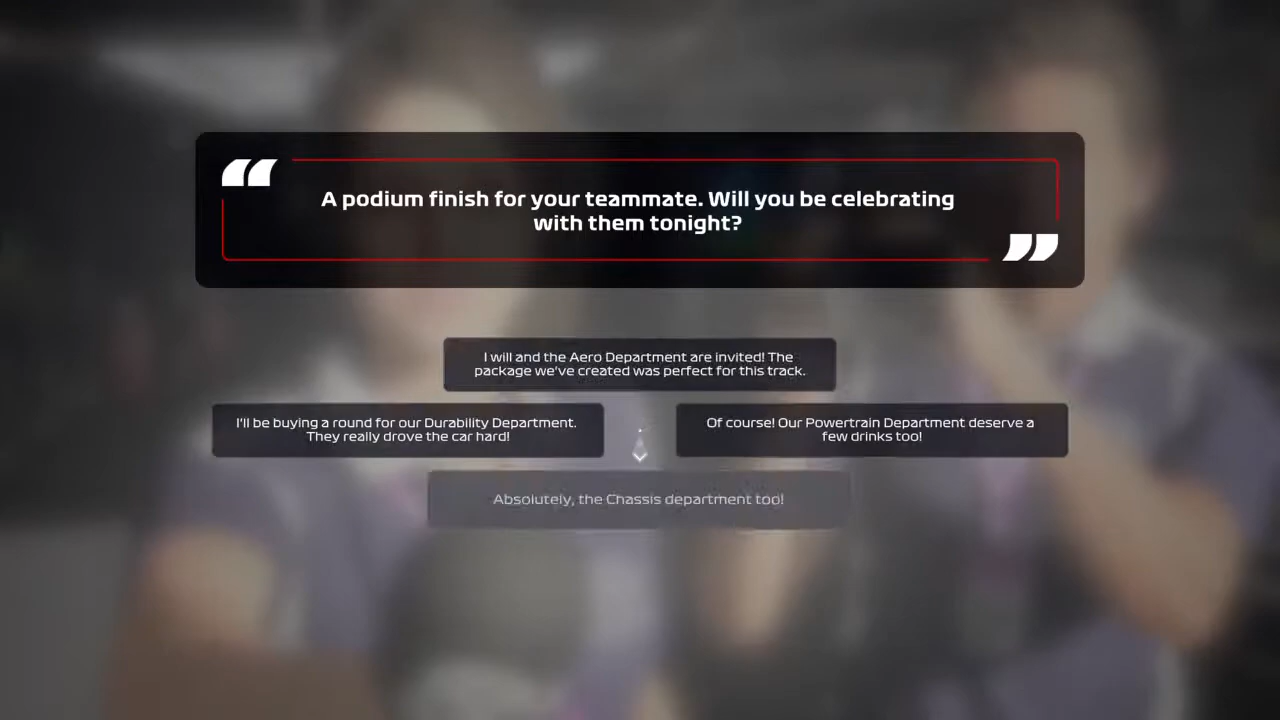 A podium finish for your teammate. Will you be celebrating
with them tonight?
I will and the Aero Department are invited! The
package we've created was perfect for this track.
I'll be buying a round for our Durability Department.
They really drove the car hard!
Of course! Our Powertrain Department deserve a
few drinks too!
Absolutely, the Chassis department too!